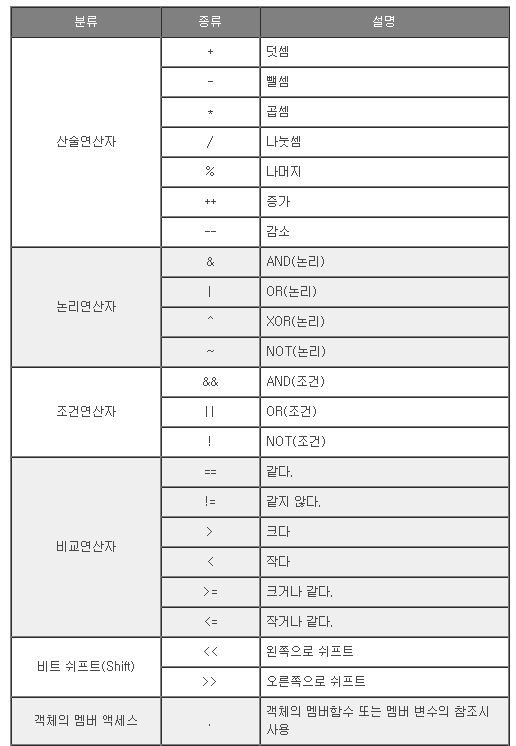 분류 종류 설명
산술연산자
+ 덧셈
- 뺄셈
* 곱셈
/ 나눗셈
% 나머지
++ 증가
-- 감소
논리연산자
& AND(논리)
| OR(논리)
^ XOR(논리)
~ NOT(논리)
조건연산자
&& AND(조건)
|| OR(조건)
! NOT(조건)
비교연산자
== 같다.
!= 같지 않다.
> 크다
< 작다
>= 크거나 같다.
<= 작거나 같다.
비트 쉬프트(Shift)
<< 왼쪽으로 쉬프트
>> 오른쪽으로 쉬프트
객체의 멤버 액세스 . 객체의 멤버함수 또는 멤버 변수의 참조시
사용